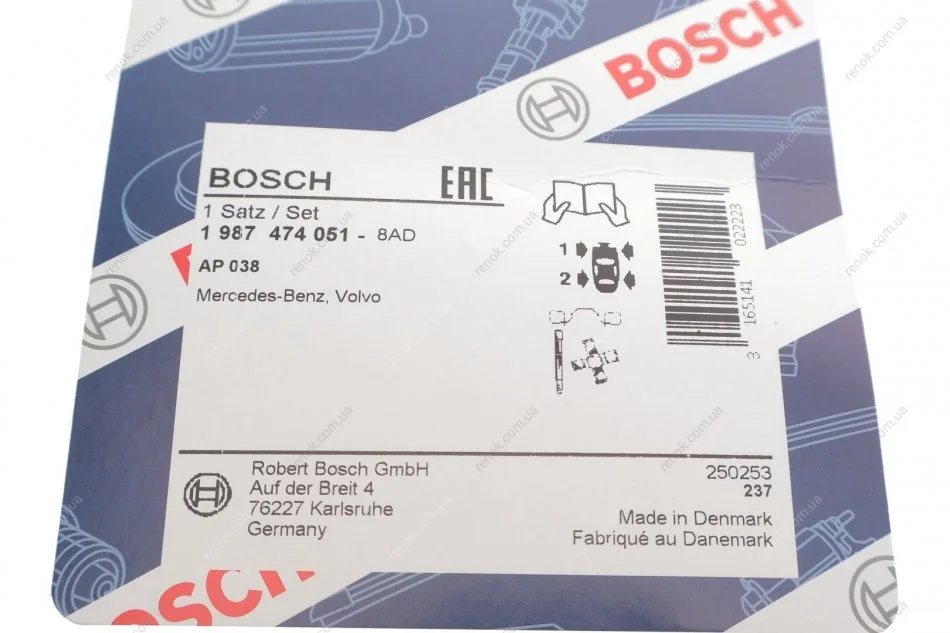 BOSCH
BOSCH
EAC
1 Satz / Set
1 987 474 051 - 8AD
AP 038
Mercedes-Benz, Volvo
1
2
3 165141 022223
Robert Bosch GmbH
Auf der Breit 4
76227 Karlsruhe
Germany
250253
237
Made in Denmark
Fabriqué au Danemark
OSCH
renok.com.ua